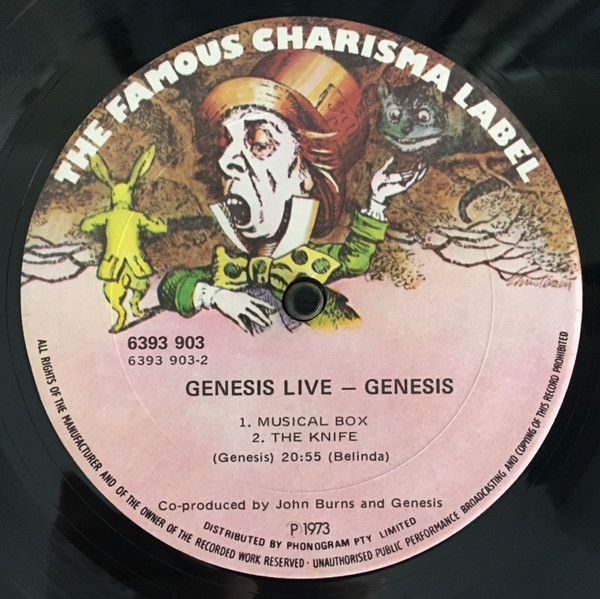 THE FAMOUS CHARISMA LABEL
6393 903
6393 903-2
GENESIS LIVE – GENESIS
1. MUSICAL BOX
2. THE KNIFE
(Genesis) 20:55 (Belinda)
Co-produced by John Burns and Genesis
P 1973
DISTRIBUTED BY PHONOGRAM PTY LIMITED
ALL RIGHTS OF THE MANUFACTURER AND OF THE OWNER OF THE RECORDED WORK RESERVED · UNAUTHORISED PUBLIC PERFORMANCE BROADCASTING AND COPYING OF THIS RECORD PROHIBITED